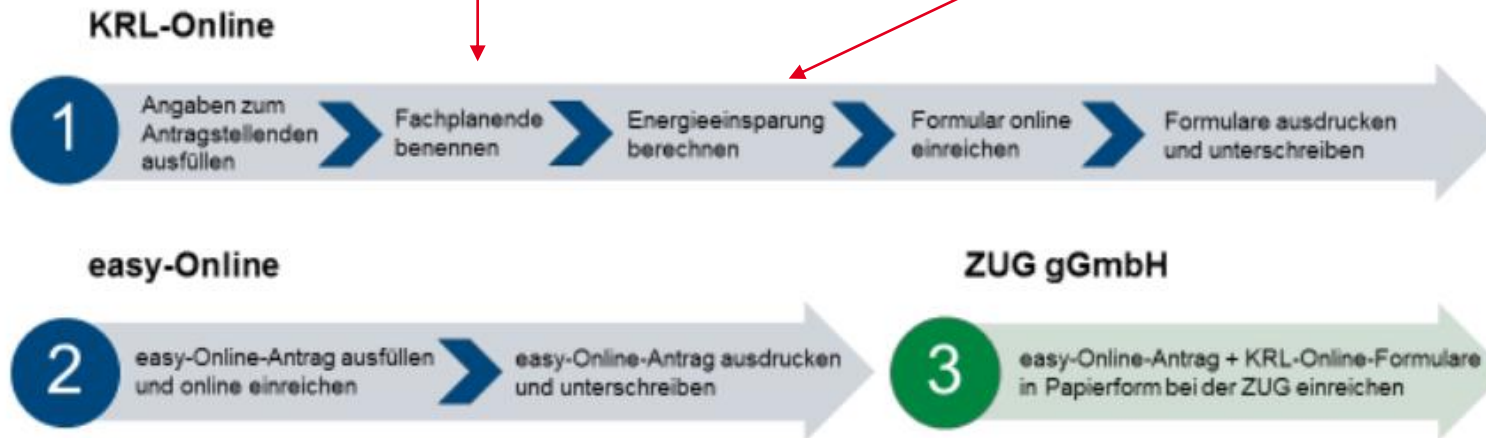 KRL-Online
1
Angaben zum
Antragstellenden
ausfüllen
Fachplanende
benennen
Energieeinsparung
berechnen
Formular online
einreichen
Formulare ausdrucken
und unterschreiben
easy-Online
2
easy-Online-Antrag ausfüllen
und online einreichen
easy-Online-Antrag ausdrucken
und unterschreiben
ZUG gGmbH
3
easy-Online-Antrag + KRL-Online-Formulare
in Papierform bei der ZUG einreichen